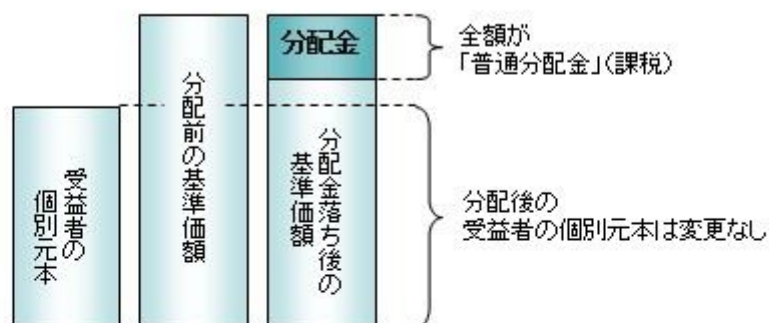 受益者の
個別元本
分配前の基準価額
分配金
分配金落ち後の
基準価額
全額が
「普通分配金」(課税)
分配後の
受益者の個別元本は変更なし